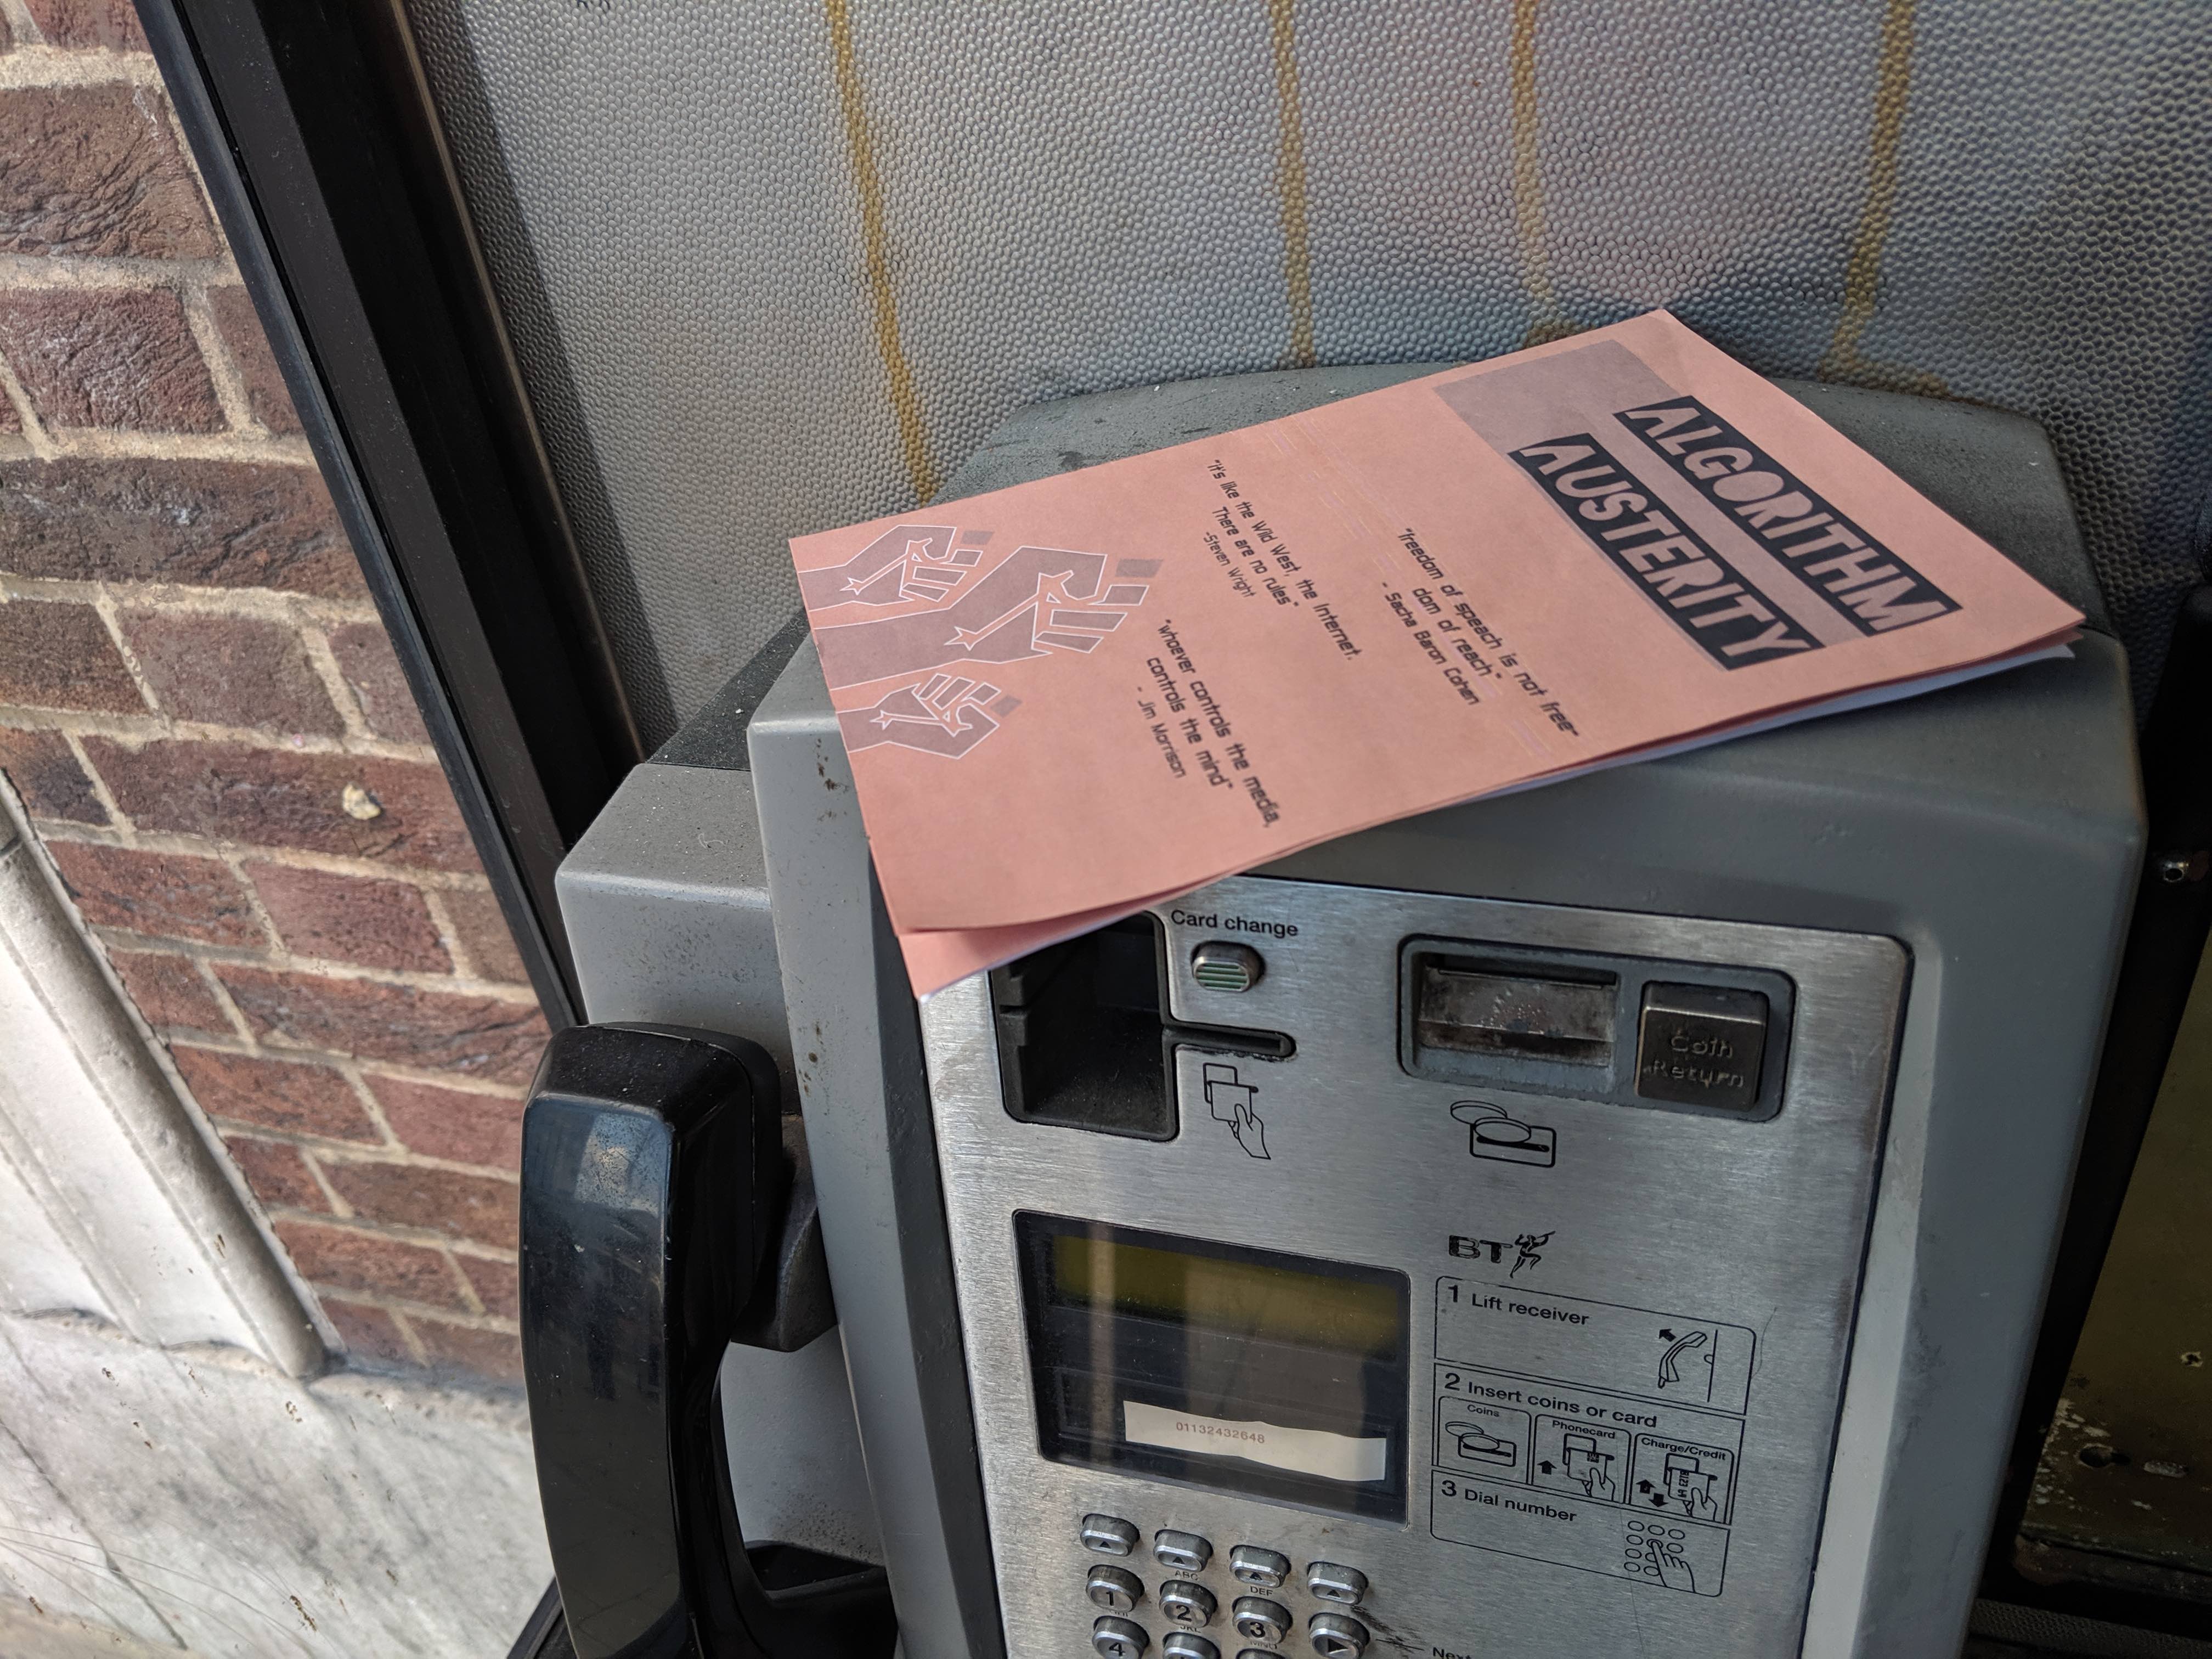 ALGORITHM
AUSTERITY
"freedom of speach is not free"
dom of reach"
- Sacha Baron Cohen
"It's like the Wild West, the Internet.
There are no rules"
-Steven Wright
"whoever controls the media,
controls the mind"
- Jim Morrison
Card change
Coin
Return
BT
1 Lift receiver
2 Insert coins or card
Coins
Phonecard
Charge/Credit
3 Dial number
01132432648
ABC
DEF
1
2
3
JKL
4
Next